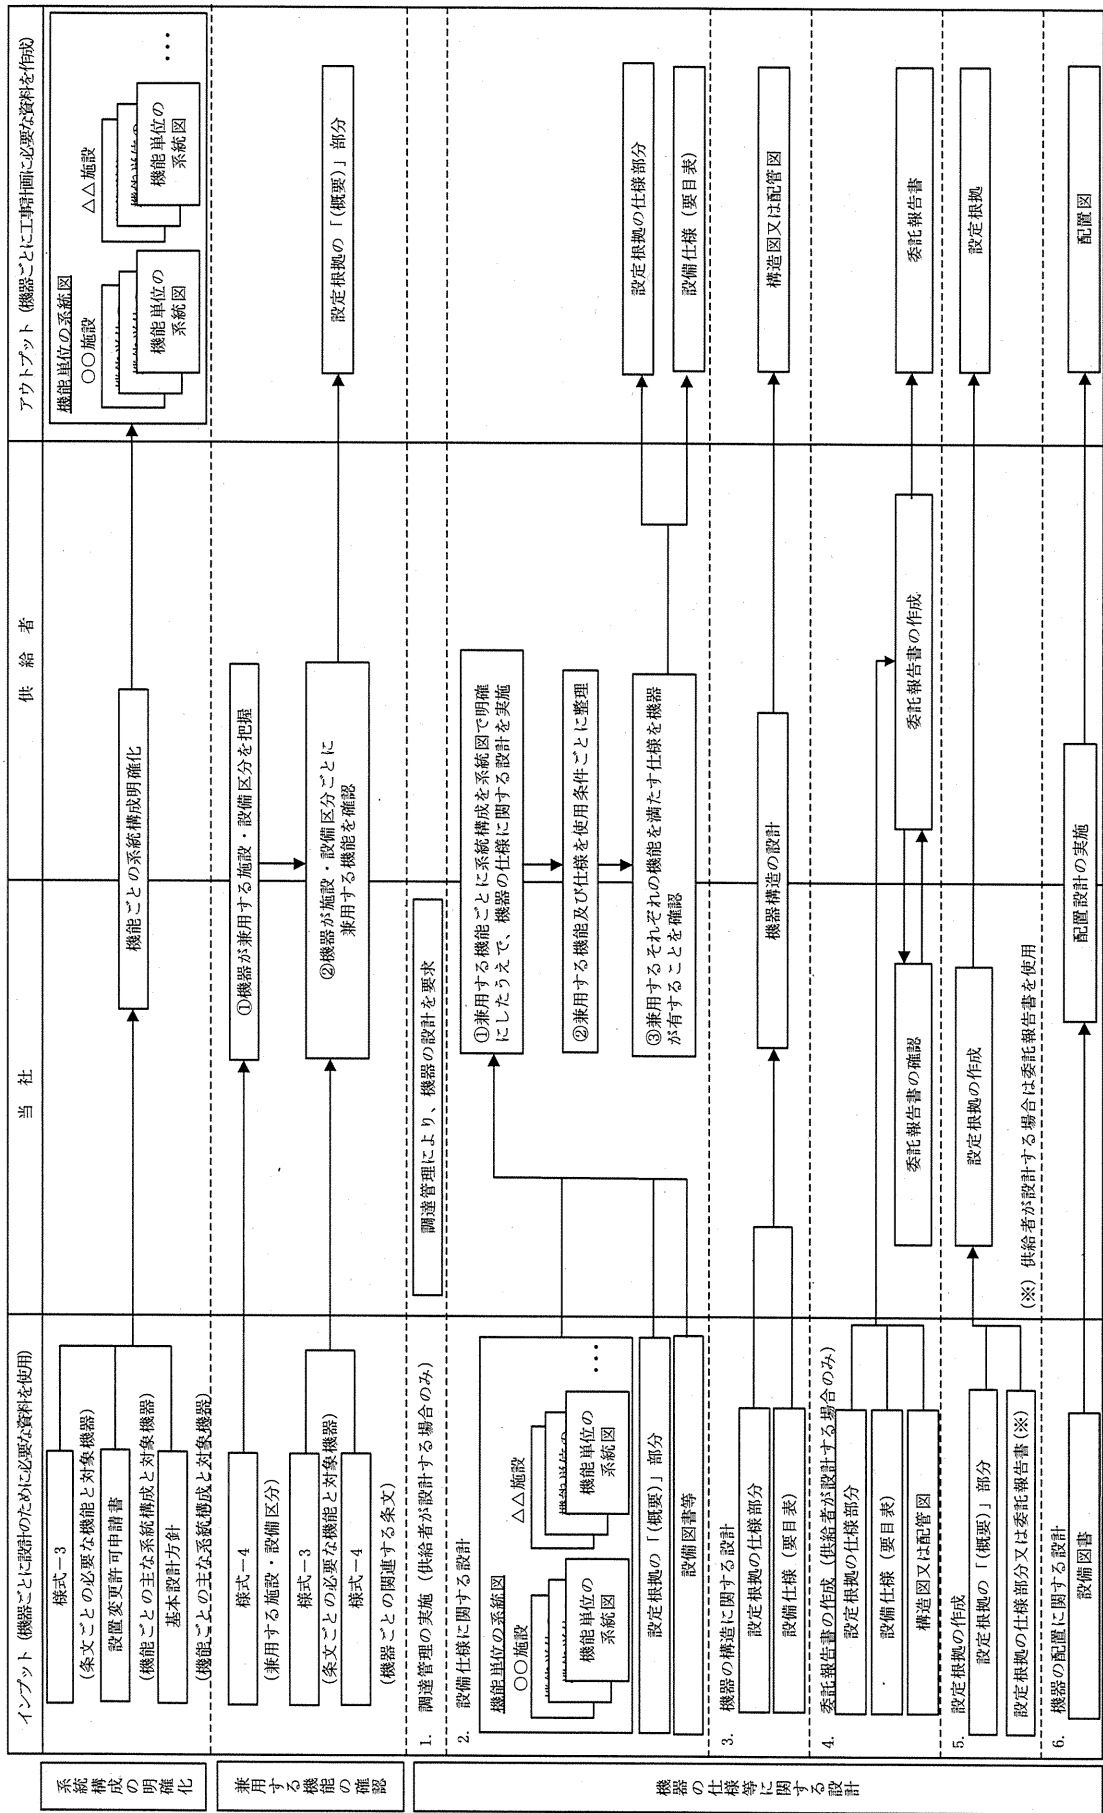 インプット (機器ごとに設計のために必要な資料を使用)
当 社
供 給 者
アウトプット (機器ごとに工事計画に必要な資料を作成)
系統構成の明確化
様式－3
(条文ごとの必要な機能と対象機器)
設置変更許可申請書
(機能ごとの主な系統構成と対象機器)
基本設計方針
(機能ごとの主な系統構成と対象機器)
機能ごとの系統構成明確化
機能単位の系統図
○○施設
機能単位の
系統図
△△施設
機能単位の
系統図
…
兼用する機能の確認
様式－4
(兼用する施設・設備区分)
様式－3
(条文ごとの必要な機能と対象機器)
様式－4
(機器ごとの関連する条文)
①機器が兼用する施設・設備区分を把握
②機器が施設・設備区分ごとに
兼用する機能を確認
設定根拠の「(概要)」部分
機器の仕様等に関する設計
1. 調達管理の実施 (供給者が設計する場合のみ)
調達管理により、機器の設計を要求
2. 設備仕様に関する設計
機能単位の系統図
○○施設
機能単位の
系統図
△△施設
機能単位の
系統図
…
設定根拠の「(概要)」部分
設備図書等
①兼用する機能ごとに系統構成を系統図で明確
にしたうえで、機器の仕様に関する設計を実施
②兼用する機能及び仕様を使用条件ごとに整理
③兼用するそれぞれの機能を満たす仕様を機器
が有することを確認
設定根拠の仕様部分
設備仕様 (要目表)
3. 機器の構造に関する設計
設定根拠の仕様部分
設備仕様 (要目表)
機器構造の設計
構造図又は配管図
4. 委託報告書の作成 (供給者が設計する場合のみ)
設定根拠の仕様部分
設備仕様 (要目表)
構造図又は配管図
委託報告書の確認
委託報告書の作成
委託報告書
5. 設定根拠の作成
設定根拠の「(概要)」部分
設定根拠の仕様部分又は委託報告書(※)
設定根拠の作成
(※) 供給者が設計する場合は委託報告書を使用
設定根拠
6. 機器の配置に関する設計
設備図書
配置設計の実施
配置図